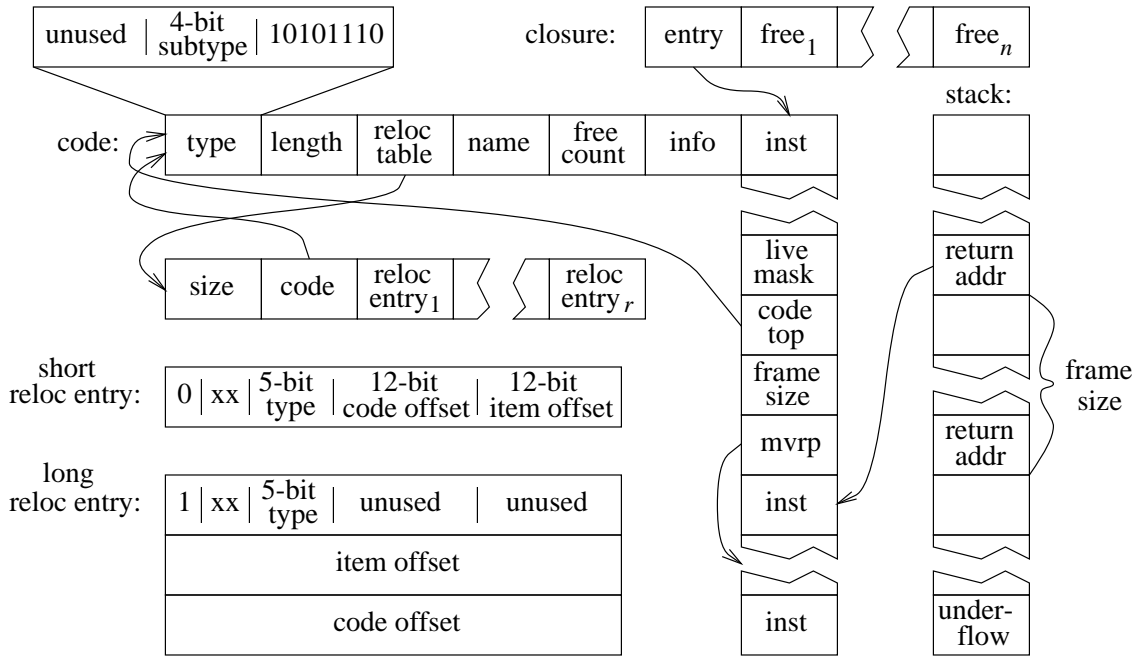 unused | 4-bit subtype | 10101110
closure: entry free1 freen
stack:
code: type length reloc table name free count info inst
live mask
return addr
size code reloc entry1 reloc entryr
code top
short reloc entry: 0 | xx | 5-bit type | 12-bit code offset | 12-bit item offset
frame size
frame size
mvrp
return addr
long reloc entry: 1 | xx | 5-bit type | unused | unused
inst
item offset
code offset
inst
under-
flow